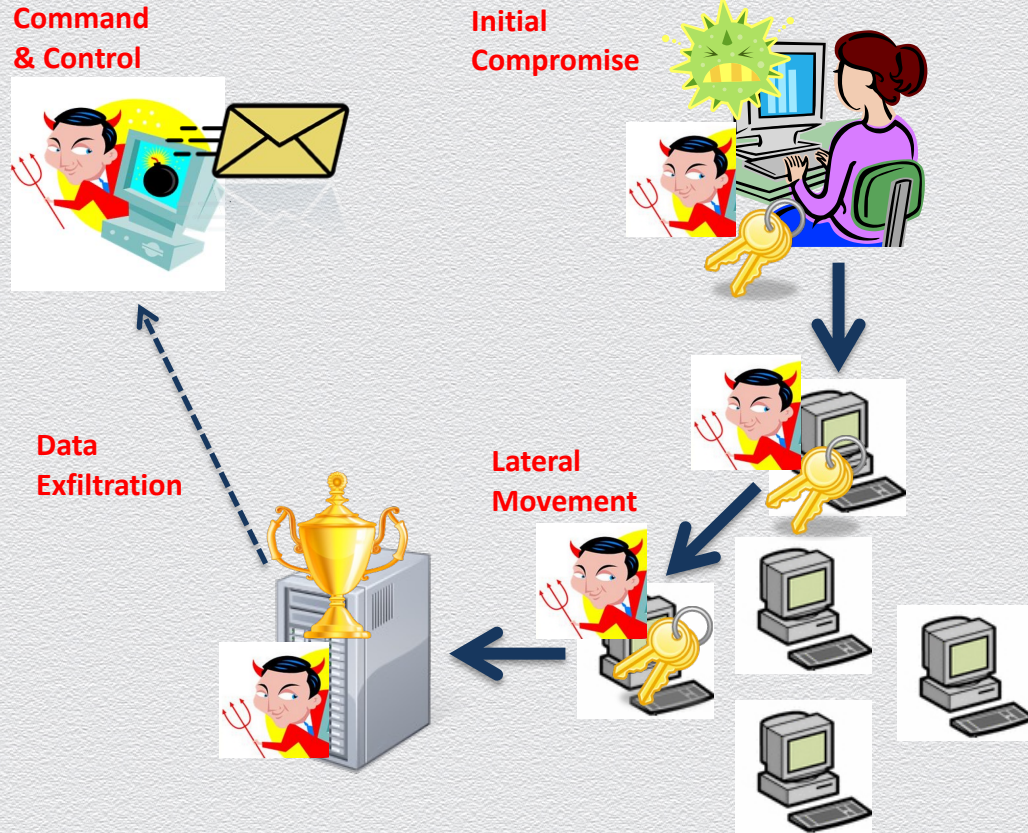 Command
& Control
Initial
Compromise
Data
Exfiltration
Lateral
Movement